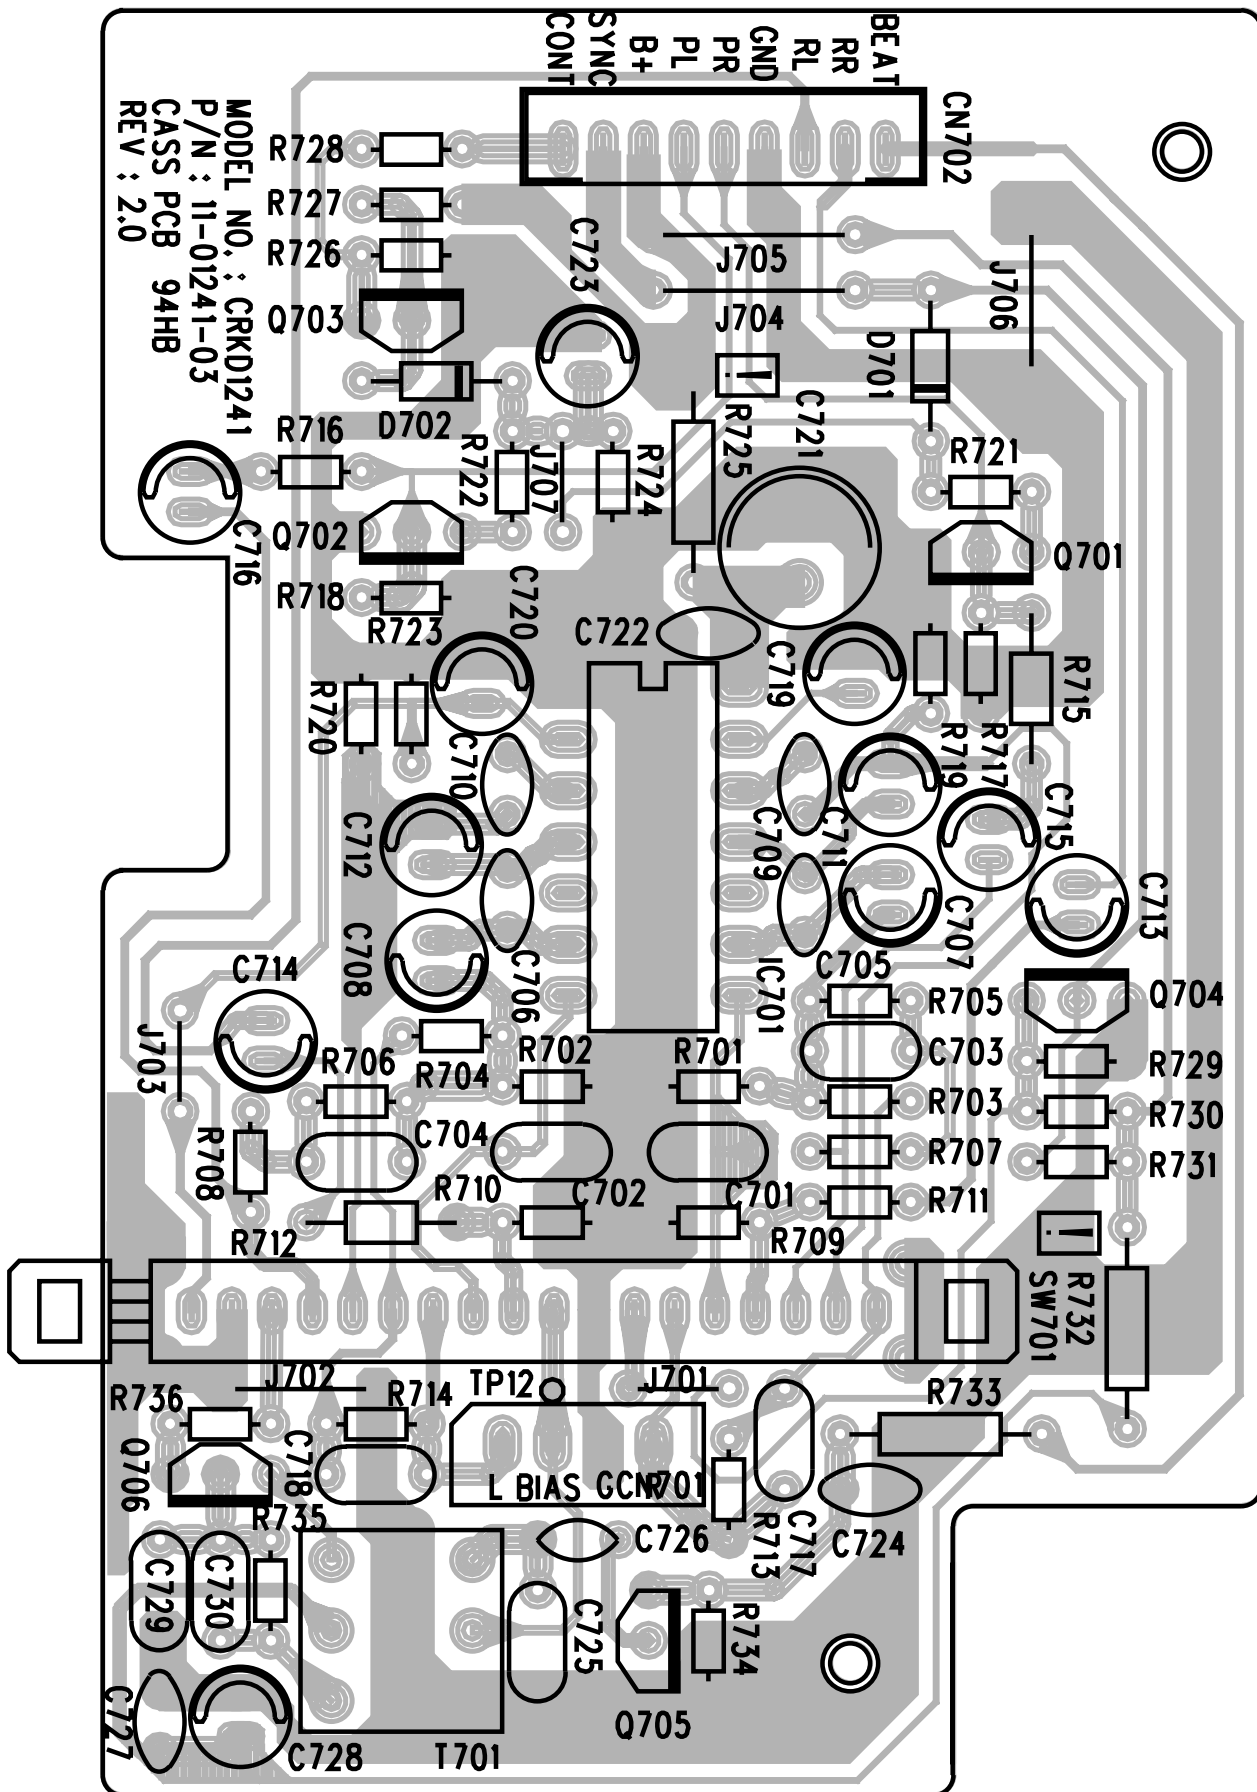 CONT
SYNC
B+
PL
PR
GND
RL
RR
BEAT
CN702
MODEL NO. : CRKD1241
P/N : 11-01241-03
CASS PCB 94HB
REV : 2.0
R728
R727
R726
Q703
C723
J705
J704
J706
D701
D702
!
R716
R722
J707
R724
R725
C721
R721
C716
Q702
Q701
R718
R723
C720
C722
C719
R715
R720
C710
R719
R717
C712
C709
C711
C715
C708
C706
IC701
C705
C707
C713
C714
J703
R706
R704
R702
R701
R705
C703
Q704
R729
R703
R730
R708
C704
R707
R731
R710
C702
C701
R711
R712
R709
!
R732
SW701
J702
TP12
J701
R736
R714
R733
Q706
C718
L BIAS GCN701
R
R735
C726
R713
C717
C724
C729
C730
C725
R734
C727
C728
T701
Q705